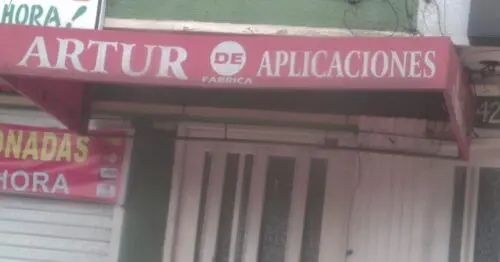 HORA!
ARTUR DE APLICACIONES
FABRICA
ONADAS
HORA
42